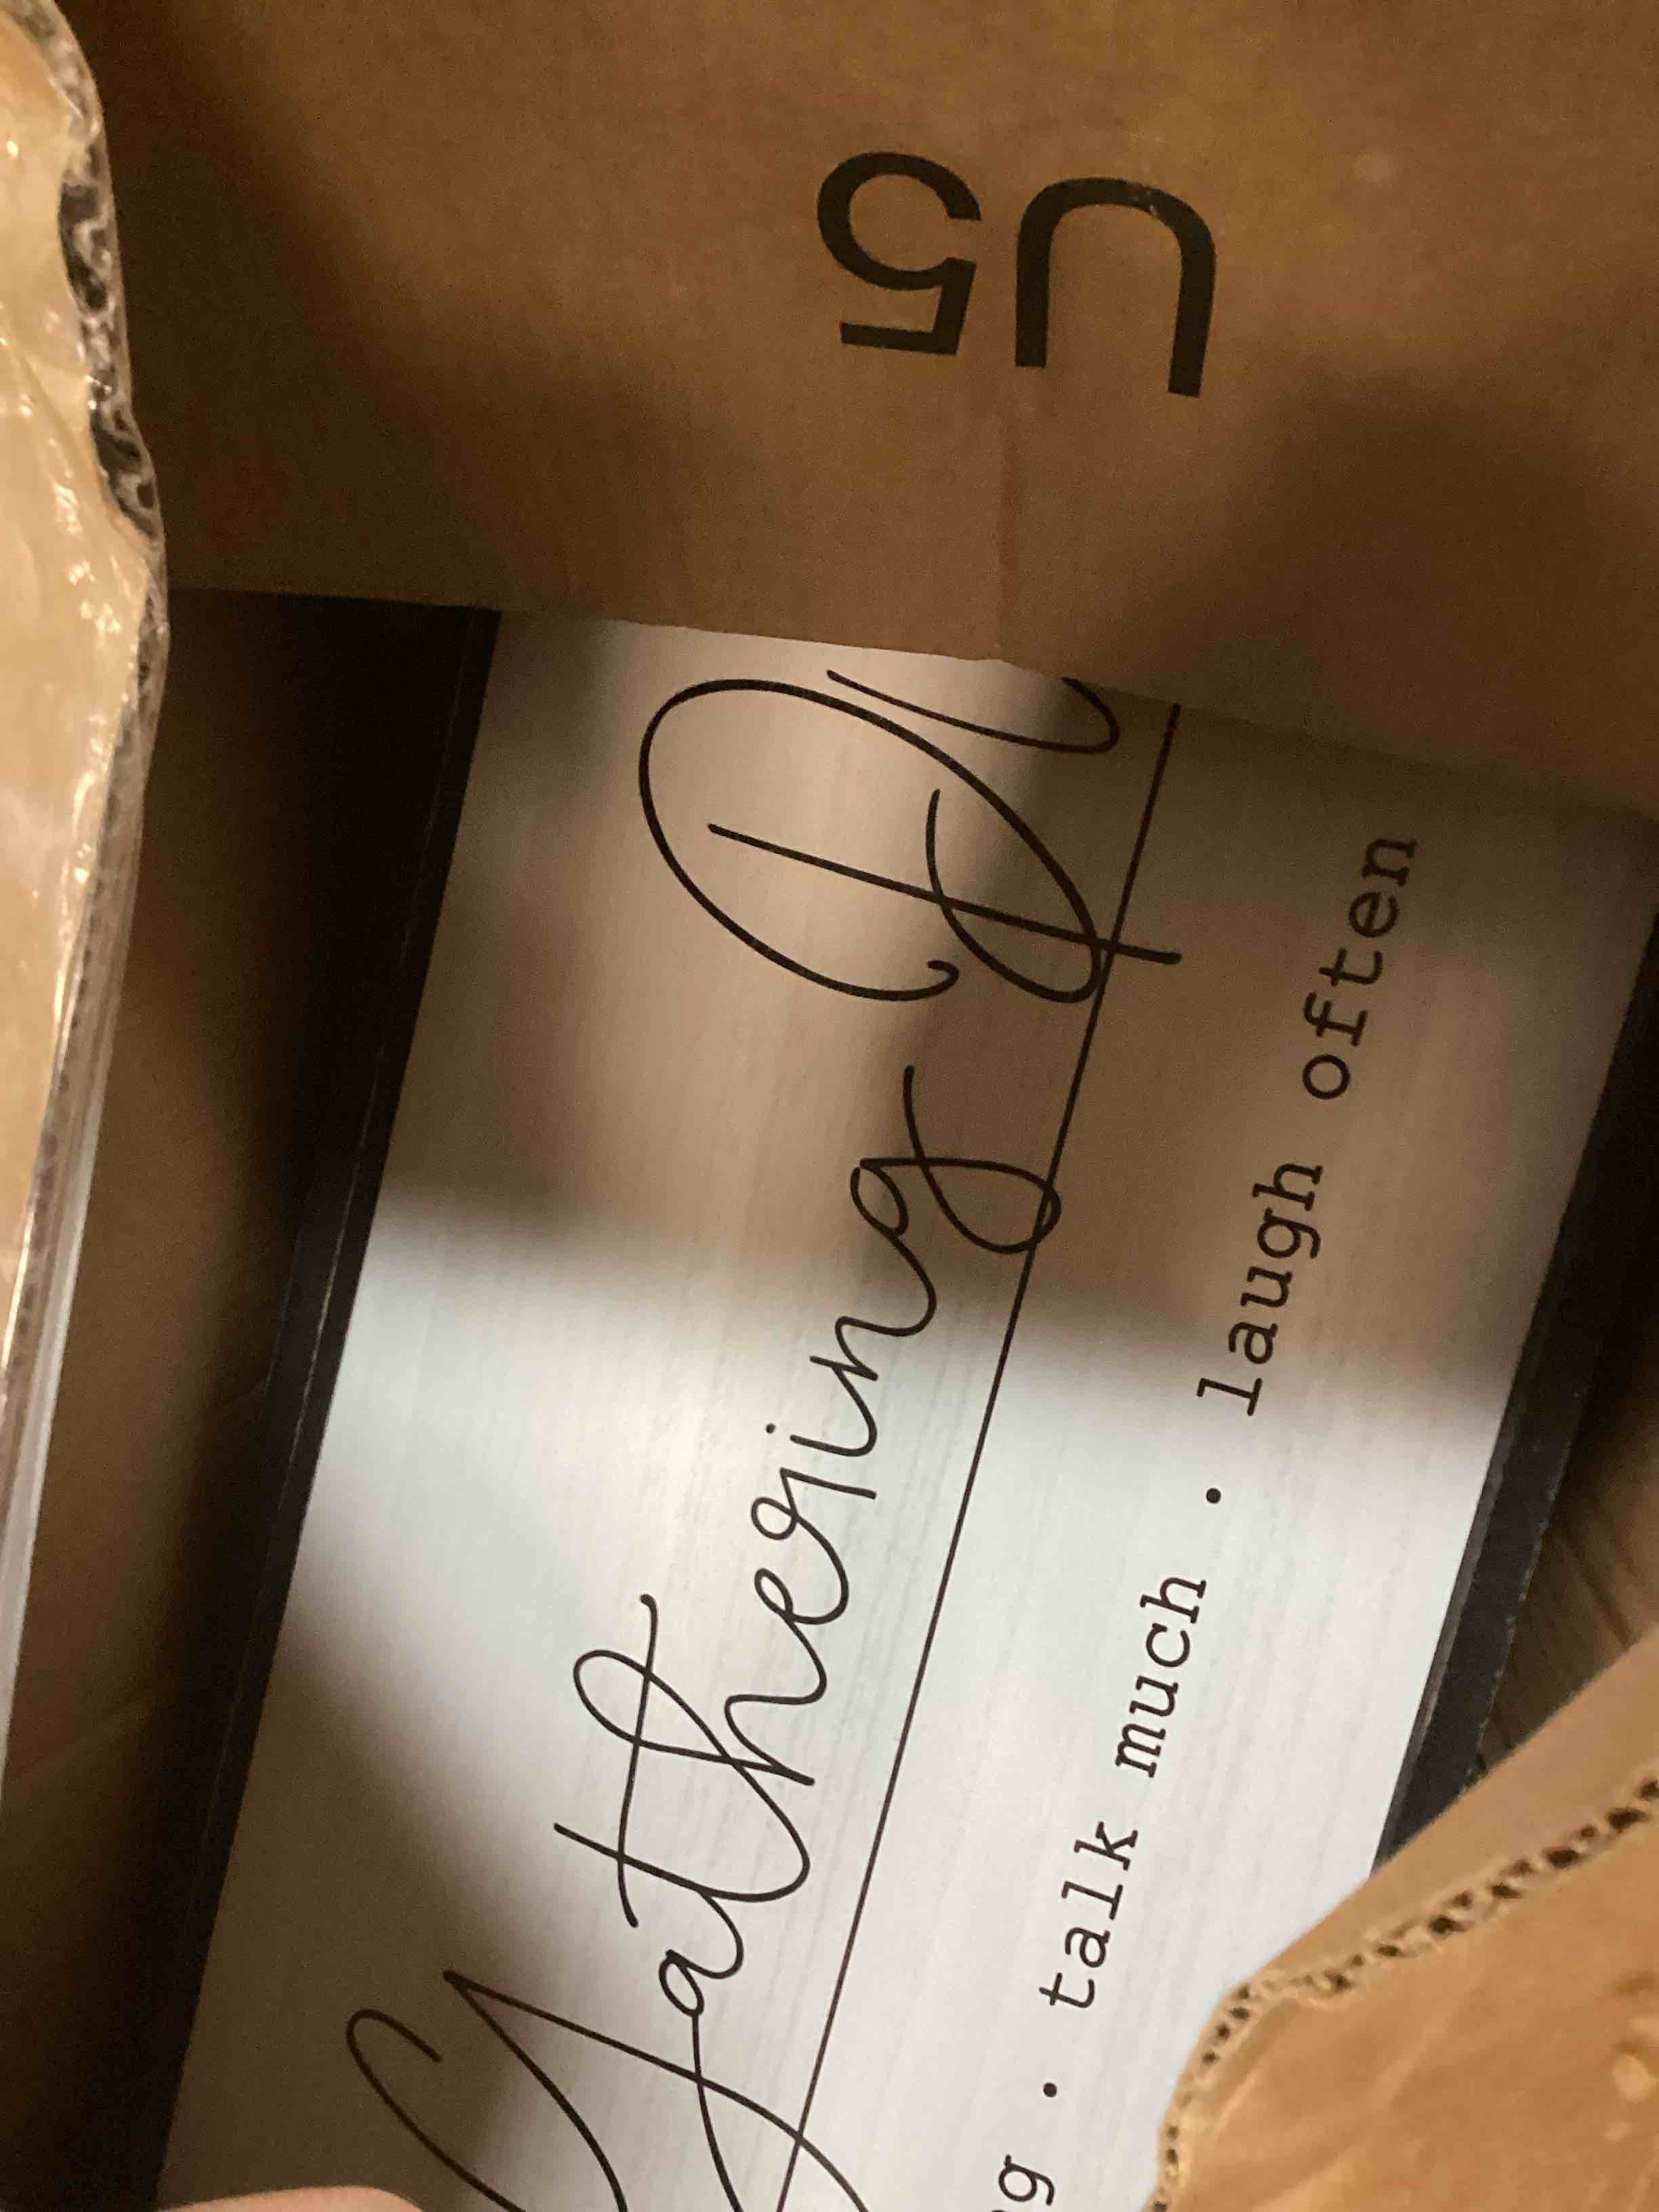 U5
Gathering
talk much · laugh often